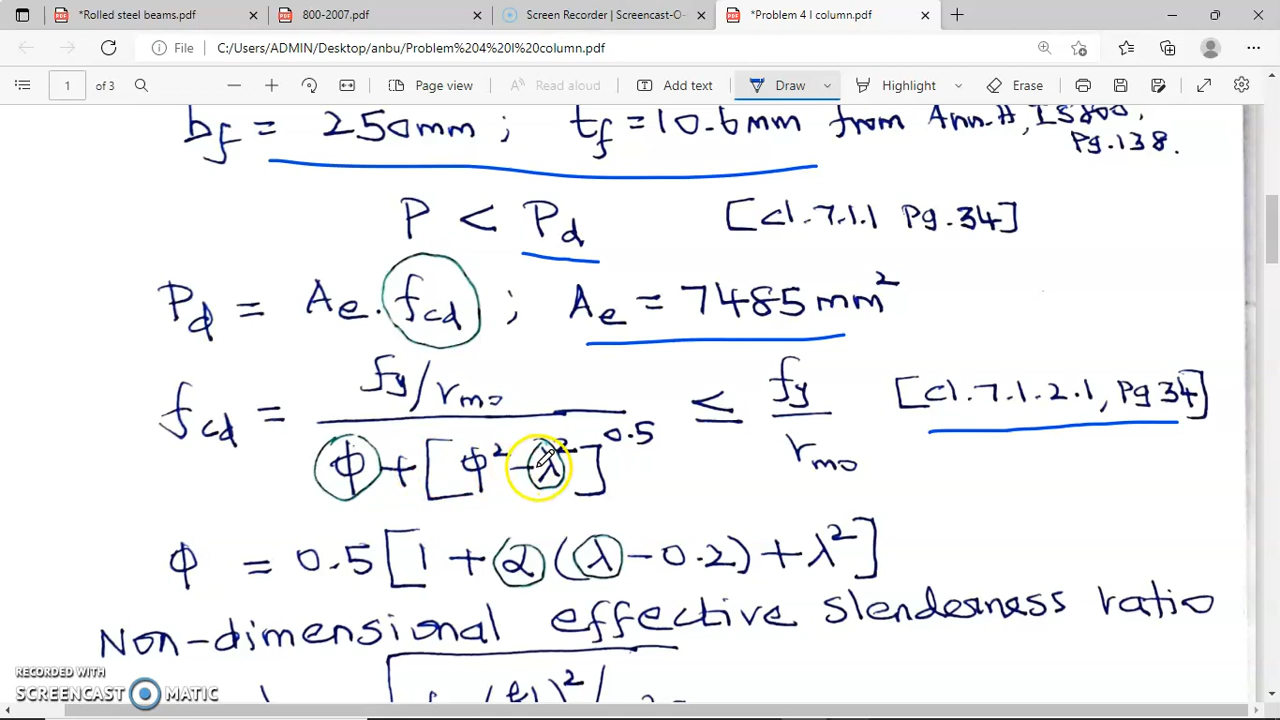 *Rolled steel beams.pdf
800-2007.pdf
Screen Recorder | Screencast-O-
*Problem 4 I column.pdf
File
C:/Users/ADMIN/Desktop/anbu/Problem%204%20I%20column.pdf
1 of 3
Page view
Read aloud
Add text
Draw
Highlight
Erase
bf = 250mm ; tf = 10.6mm from Ann.H, IS800, Pg.138.
P < Pd [cl.7.1.1 Pg.34]
Pd = Ae.fcd ; Ae = 7485mm²
fcd = fy/rmo / ϕ+[ϕ²-λ²]^0.5 ≤ fy/rmo [cl.7.1.2.1, Pg 34]
ϕ = 0.5[1+α(λ-0.2)+λ²]
Non-dimensional effective slenderness ratio
RECORDED WITH
SCREENCAST MATIC